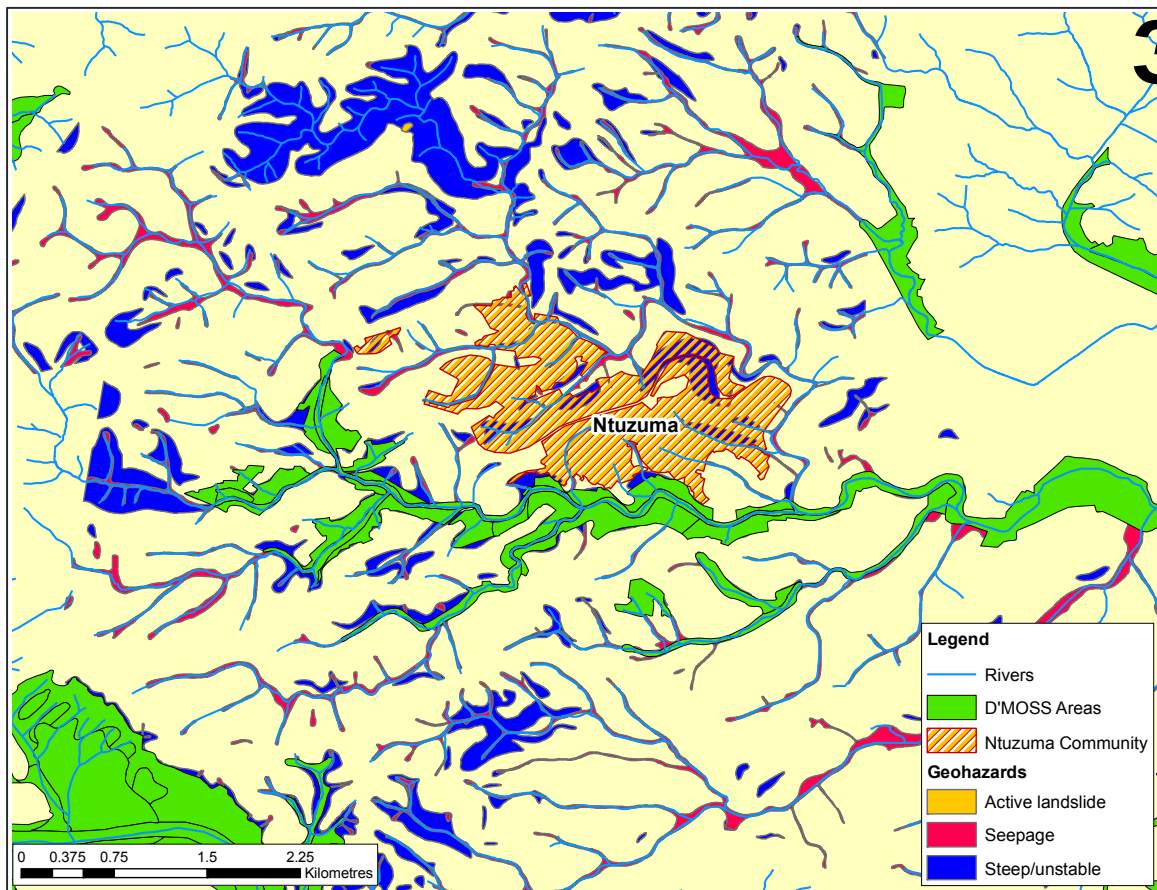 3
Ntuzuma
Legend
Rivers
D'MOSS Areas
Ntuzuma Community
Geohazards
Active landslide
Seepage
Steep/unstable
0 0.375 0.75 1.5 2.25
Kilometres